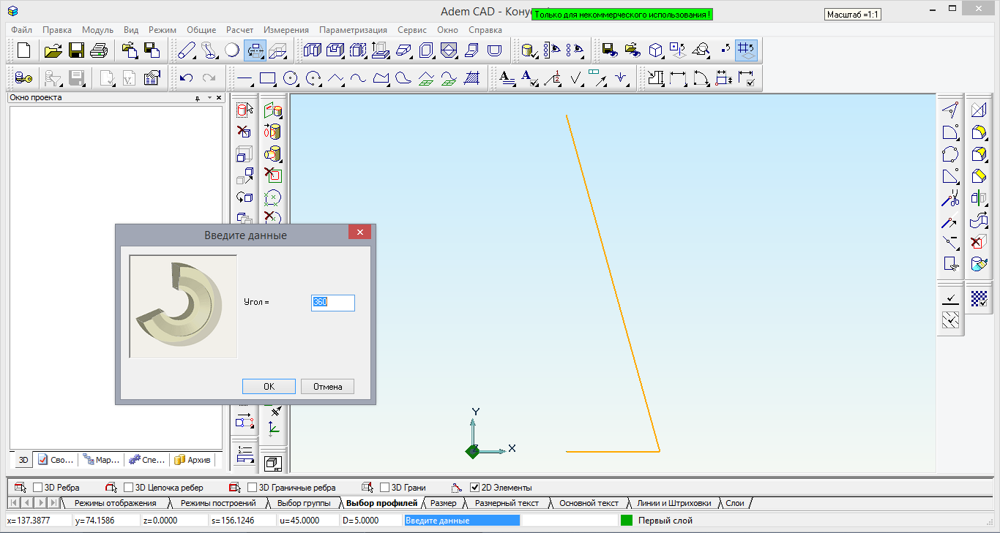 Adem CAD - Конус
Только для некоммерческого использования !
Масштаб =1:1
Файл Правка Модуль Вид Режим Общие Расчет Измерения Параметризация Сервис Окно Справка
Окно проекта
Введите данные
Угол = 360
OK Отмена
Y
Z X
3D Сво... Мар... Спе... Архив
3D Ребра 3D Цепочка ребер 3D Граничные ребра 3D Грани 2D Элементы
Режимы отображения Режимы построений Выбор группы Выбор профилей Размер Размерный текст Основной текст Линии и Штриховки Слои
x=137.3877 y=74.1586 z=0.0000 s=156.1246 u=45.0000 D=5.0000 Введите данные Первый слой